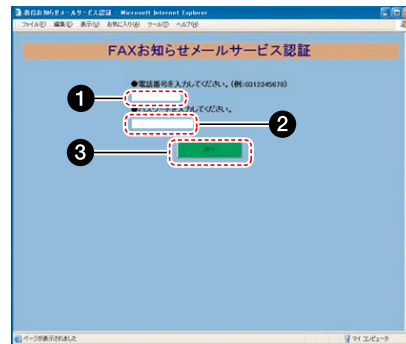 着信お知らせメールサービス認証 - Microsoft Internet Explorer
ファイル(F) 編集(E) 表示(V) お気に入り(A) ツール(T) ヘルプ(H)
FAXお知らせメールサービス認証
●電話番号を入力してください。(例:0312345678)
1
●パスワードを入力してください。
2
3
ページが表示されました マイ コンピュータ